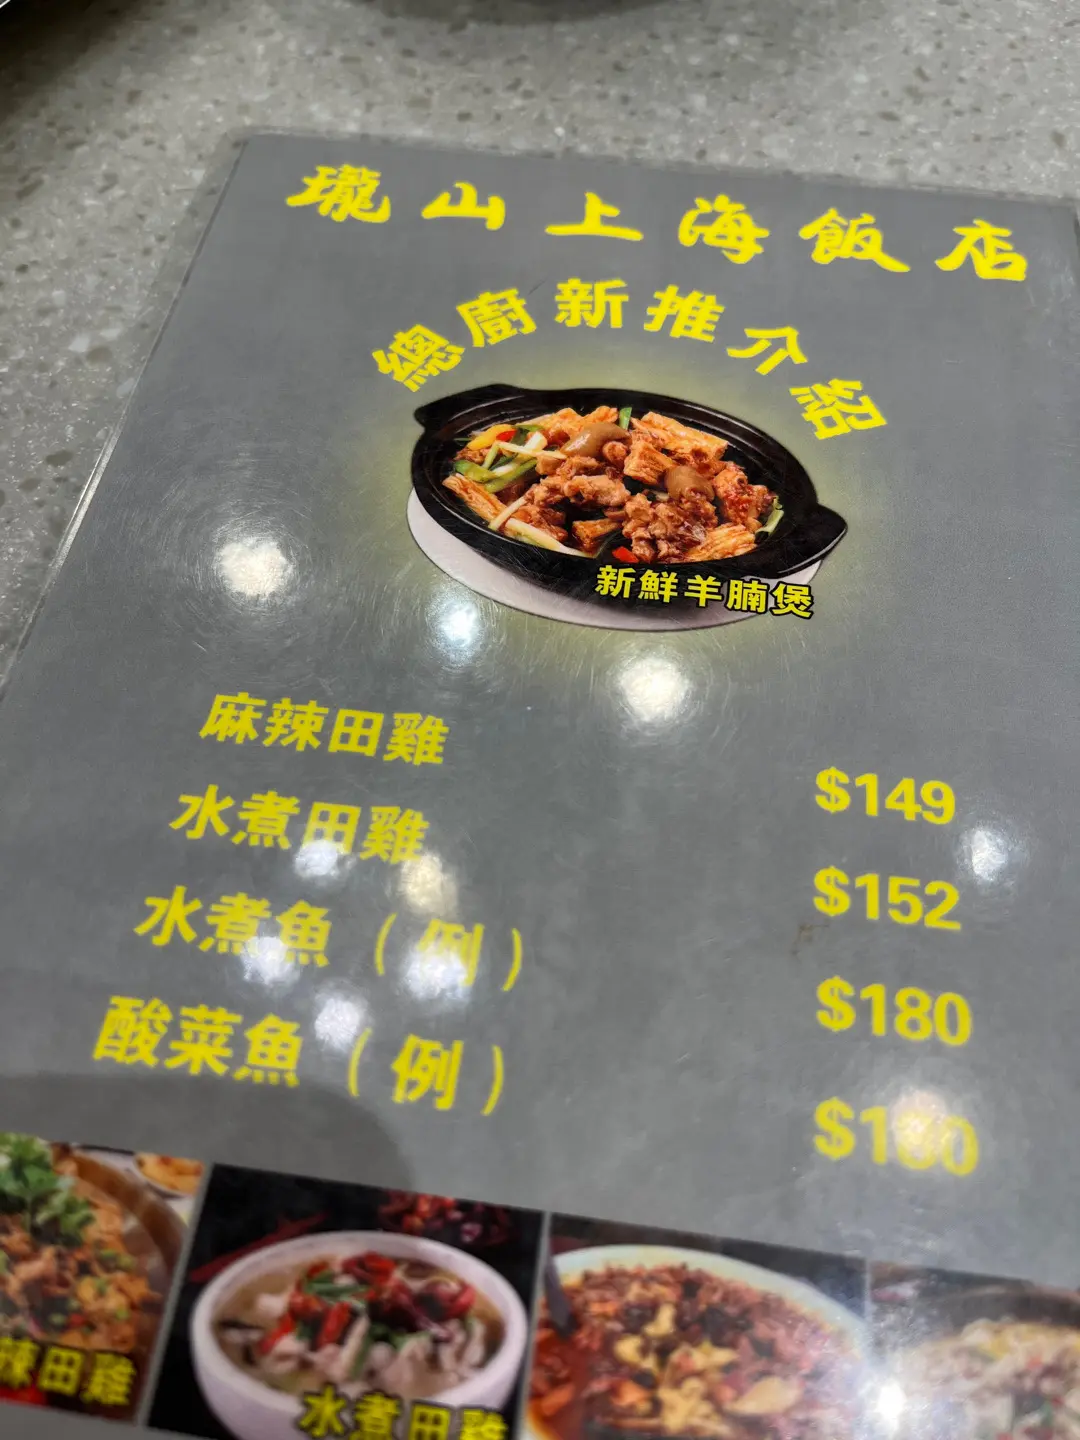 瓏山上海飯店
總廚新推介紹
新鮮羊腩煲
麻辣田雞
$149
水煮田雞
$152
水煮魚（例）
$180
酸菜魚（例）
辣田雞
水煮田雞